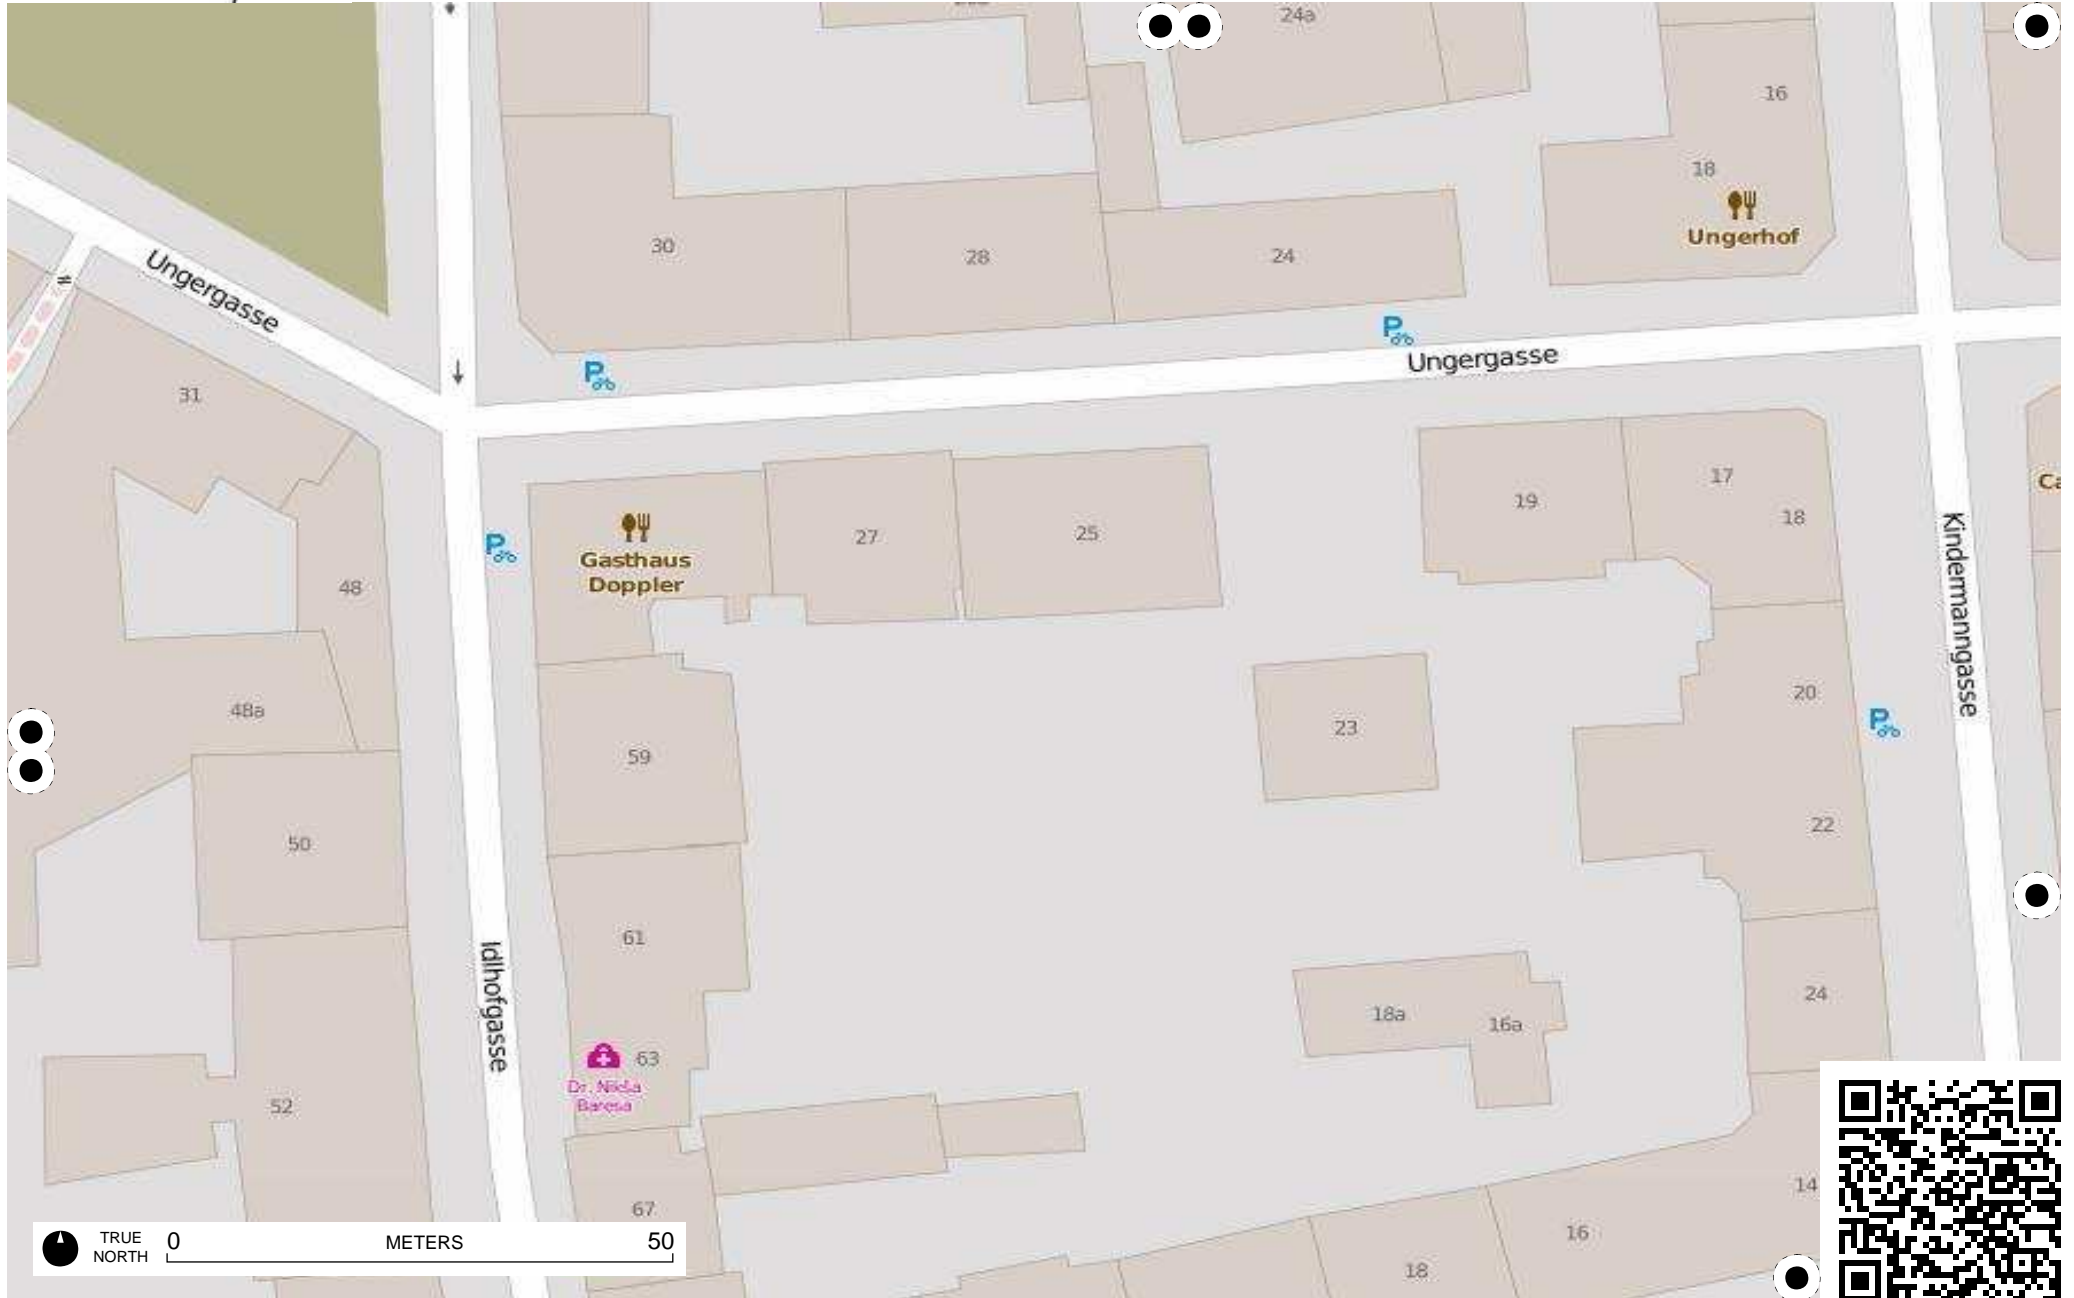 24a
16
18
Ungerhof
30
28
24
Ungergasse
Ungergasse
31
17
18
19
27
25
Gasthaus
Doppler
48
Kindermanngasse
20
48a
23
59
22
50
61
24
18a
16a
Idlhofgasse
63
Dr. Nikša
Baresa
52
14
67
16
18
TRUE
NORTH
0
METERS
50